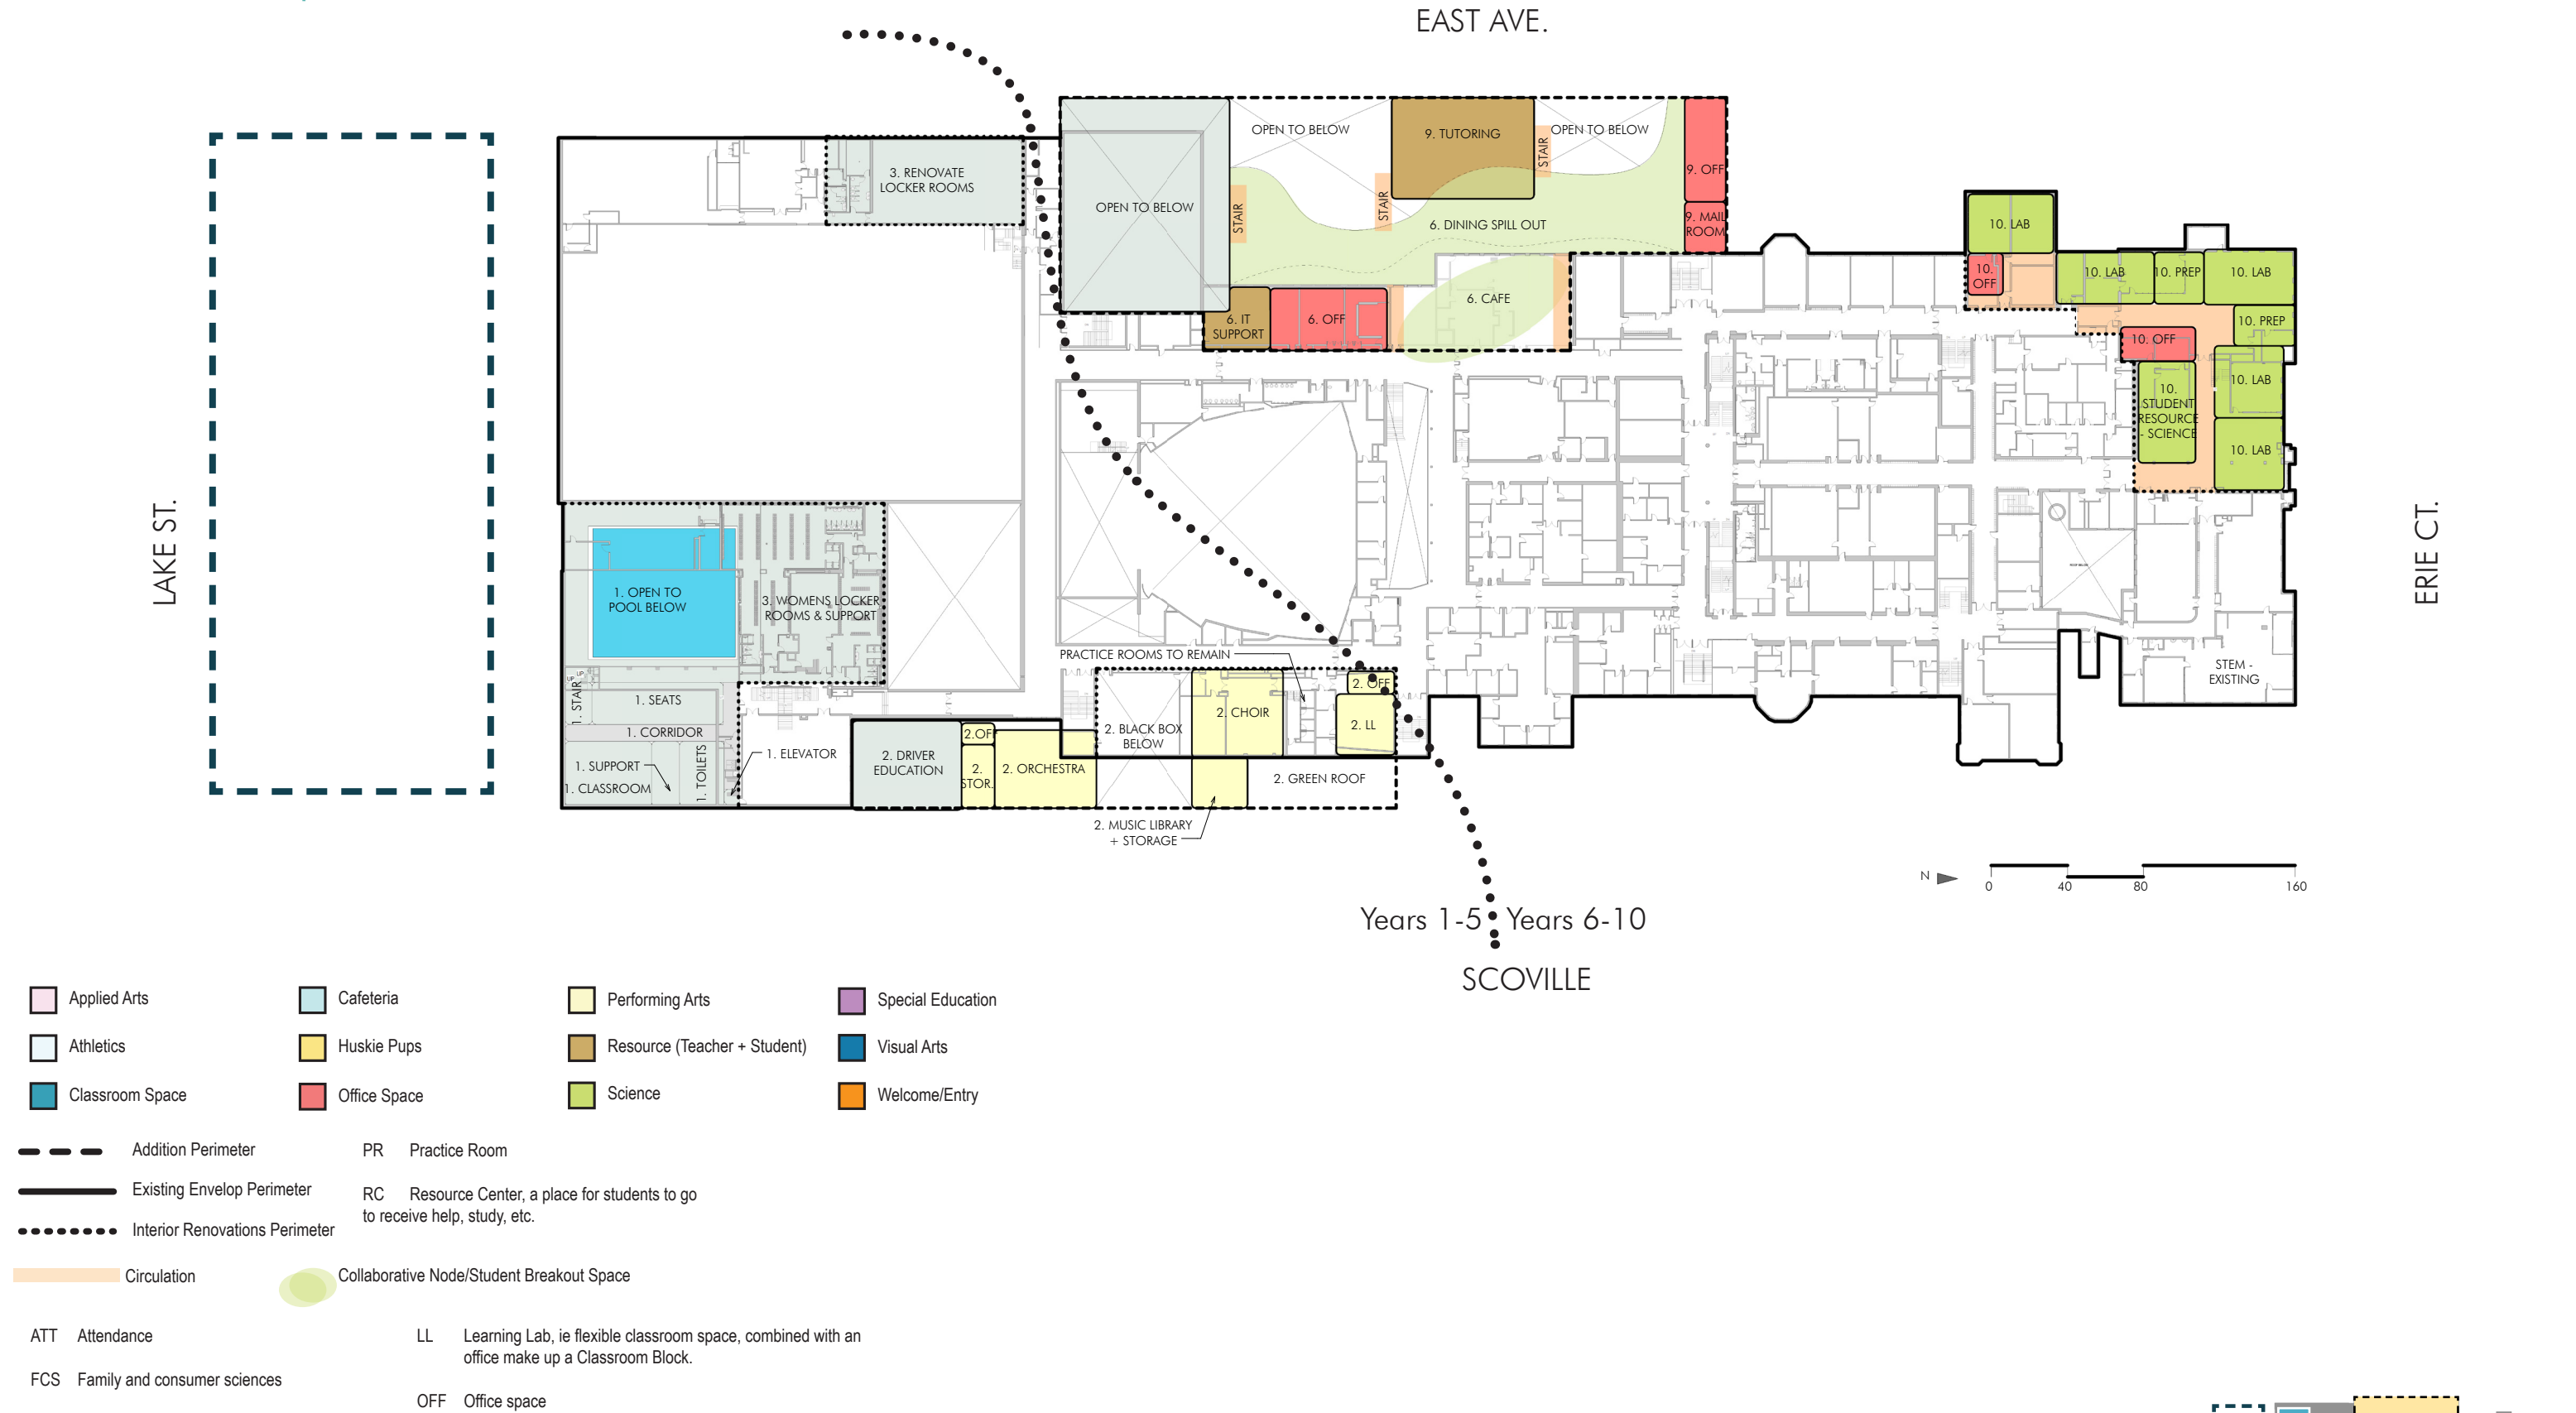 EAST AVE.
OPEN TO BELOW
9. TUTORING
OPEN TO BELOW
STAIR
3. RENOVATE
LOCKER ROOMS
9. OFF
OPEN TO BELOW
STAIR
STAIR
9. MAIL
ROOM
6. DINING SPILL OUT
10. LAB
10.
OFF
10. LAB
10. PREP
10. LAB
6. CAFE
6. IT
SUPPORT
6. OFF
10. PREP
10. OFF
10. LAB
10.
STUDENT
RESOURCE
- SCIENCE
10. LAB
LAKE ST.
ERIE CT.
1. OPEN TO
POOL BELOW
3. WOMENS LOCKER
ROOMS & SUPPORT
PRACTICE ROOMS TO REMAIN
STEM -
EXISTING
UP
UP
1. STAIR
1. SEATS
2. OFF
2. CHOIR
2. LL
1. CORRIDOR
2. BLACK BOX
BELOW
2.OFF
1. ELEVATOR
2. DRIVER
EDUCATION
1. SUPPORT
1. TOILETS
2.
STOR.
2. ORCHESTRA
2. GREEN ROOF
1. CLASSROOM
2. MUSIC LIBRARY
+ STORAGE
N
0
40
80
160
Years 1-5
Years 6-10
SCOVILLE
Applied Arts
Cafeteria
Performing Arts
Special Education
Athletics
Huskie Pups
Resource (Teacher + Student)
Visual Arts
Classroom Space
Office Space
Science
Welcome/Entry
Addition Perimeter
PR Practice Room
Existing Envelop Perimeter
RC Resource Center, a place for students to go
to receive help, study, etc.
Interior Renovations Perimeter
Circulation
Collaborative Node/Student Breakout Space
ATT Attendance
LL Learning Lab, ie flexible classroom space, combined with an
office make up a Classroom Block.
FCS Family and consumer sciences
OFF Office space